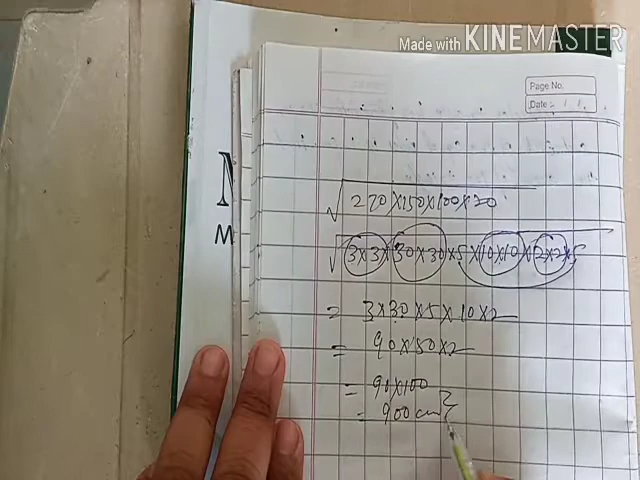 Made with KINEMASTER
Page No.
Date :
√270×150×100×20
√3×3×30×30×5×10×10×2×2×5
= 3×30×5×10×2
= 90×50×2
= 90×100
= 900 cm²